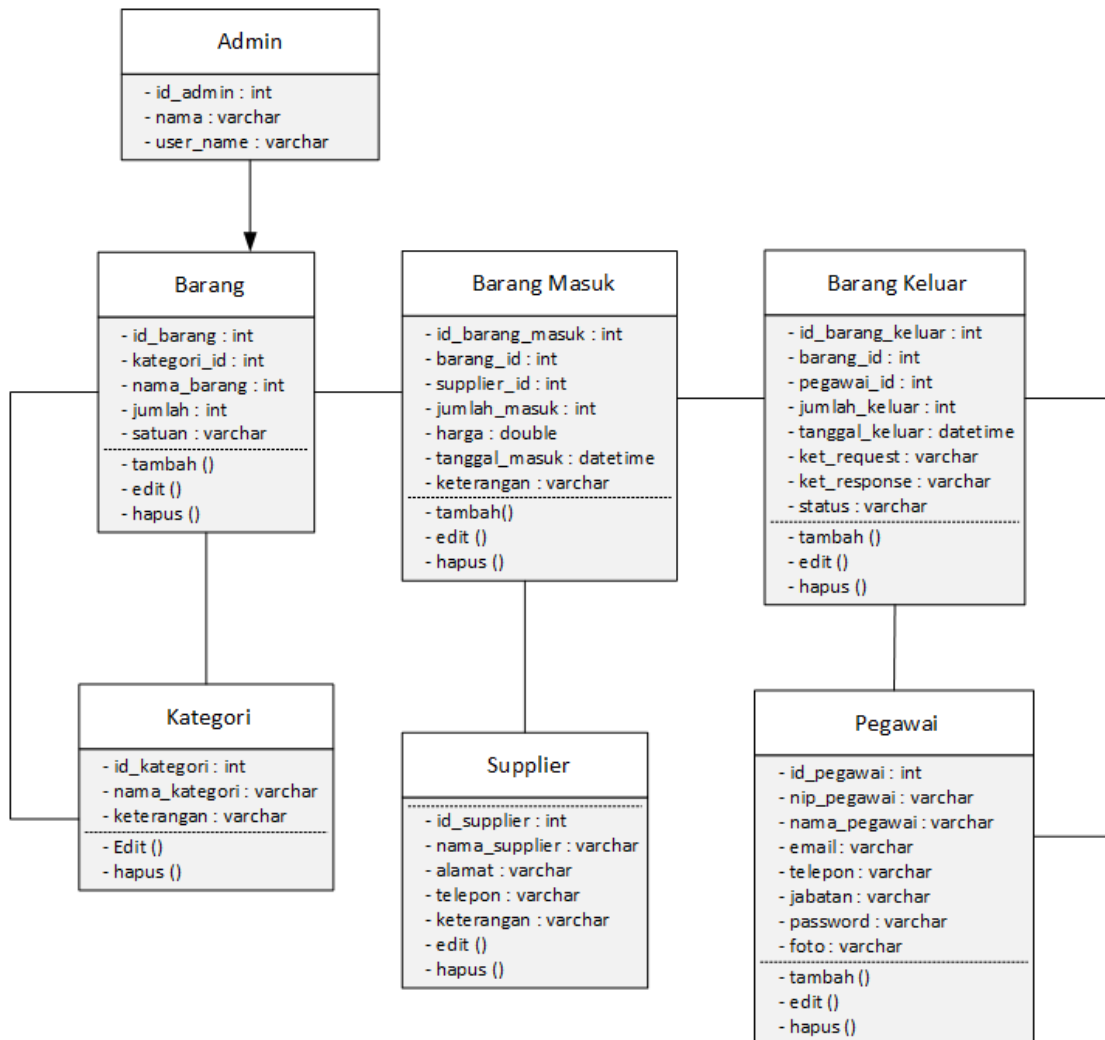 Admin
- id_admin : int
- nama : varchar
- user_name : varchar
Barang
- id_barang : int
- kategori_id : int
- nama_barang : int
- jumlah : int
- satuan : varchar
- tambah ()
- edit ()
- hapus ()
Barang Masuk
- id_barang_masuk : int
- barang_id : int
- supplier_id : int
- jumlah_masuk : int
- harga : double
- tanggal_masuk : datetime
- keterangan : varchar
- tambah()
- edit ()
- hapus ()
Barang Keluar
- id_barang_keluar : int
- barang_id : int
- pegawai_id : int
- jumlah_keluar : int
- tanggal_keluar : datetime
- ket_request : varchar
- ket_response : varchar
- status : varchar
- tambah ()
- edit ()
- hapus ()
Kategori
- id_kategori : int
- nama_kategori : varchar
- keterangan : varchar
- Edit ()
- hapus ()
Supplier
- id_supplier : int
- nama_supplier : varchar
- alamat : varchar
- telepon : varchar
- keterangan : varchar
- edit ()
- hapus ()
Pegawai
- id_pegawai : int
- nip_pegawai : varchar
- nama_pegawai : varchar
- email : varchar
- telepon : varchar
- jabatan : varchar
- password : varchar
- foto : varchar
- tambah ()
- edit ()
- hapus ()